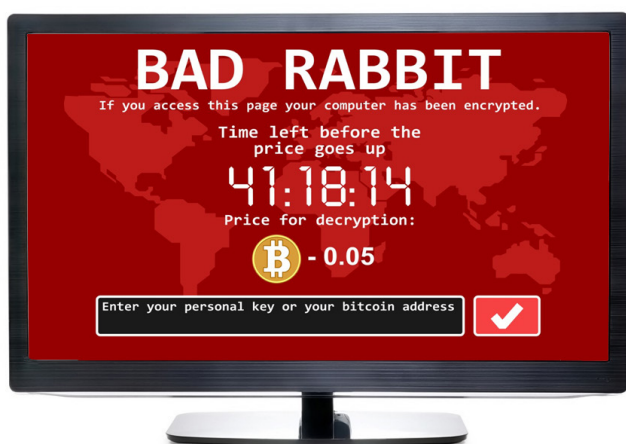 BAD RABBIT
If you access this page your computer has been encrypted.
Time left before the
price goes up
41:18:14
Price for decryption:
₿ - 0.05
Enter your personal key or your bitcoin address